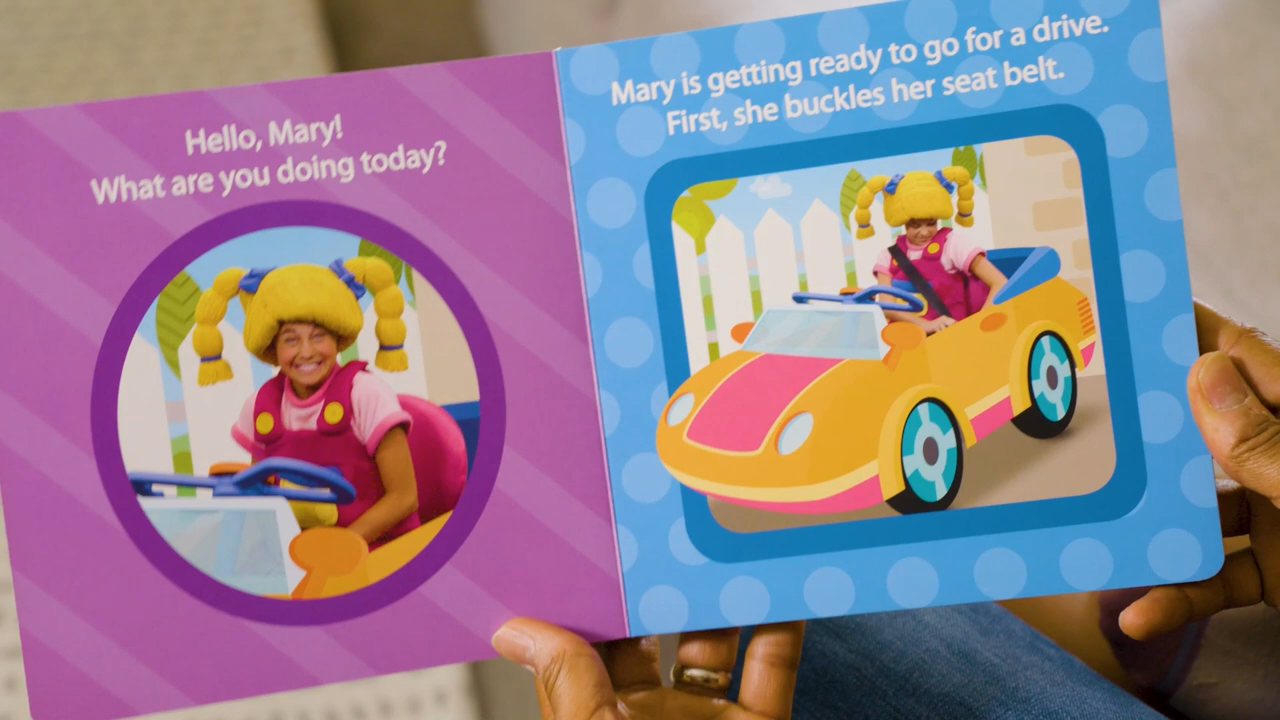 Hello, Mary!
What are you doing today?
Mary is getting ready to go for a drive.
First, she buckles her seat belt.